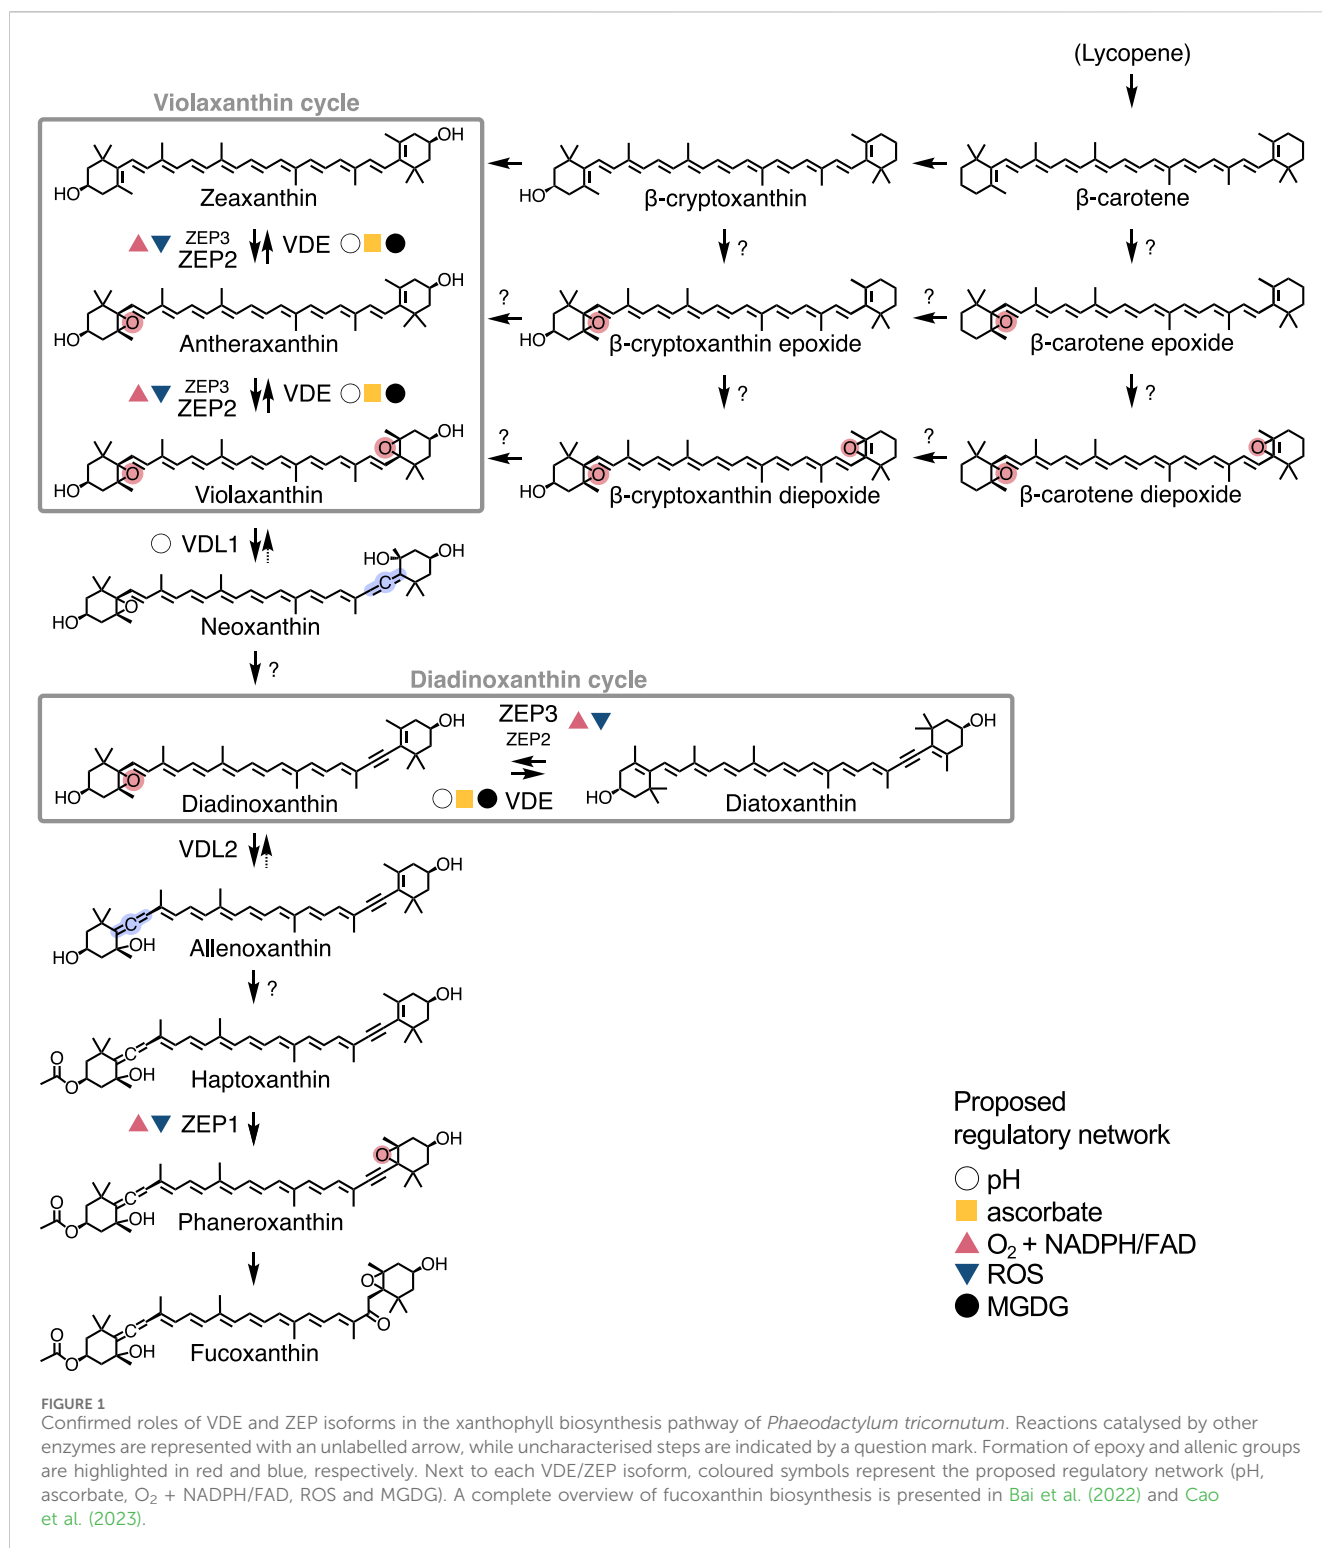 (Lycopene)
Violaxanthin cycle
OH
HO
Zeaxanthin
HO
β-cryptoxanthin
β-carotene
ZEP3
ZEP2
VDE
?
?
OH
O
HO
Antheraxanthin
?
O
HO
β-cryptoxanthin epoxide
?
O
β-carotene epoxide
ZEP3
ZEP2
VDE
?
?
O
OH
O
HO
Violaxanthin
?
O
O
HO
β-cryptoxanthin diepoxide
?
O
O
β-carotene diepoxide
VDL1
HO
OH
C
O
HO
Neoxanthin
?
Diadinoxanthin cycle
OH
O
HO
Diadinoxanthin
ZEP3
ZEP2
VDE
OH
HO
Diatoxanthin
VDL2
OH
C
OH
HO
Allenoxanthin
?
OH
C
O
OH
O
Haptoxanthin
ZEP1
OH
O
C
O
OH
O
Phaneroxanthin
OH
O
C
O
OH
O
O
Fucoxanthin
Proposed
regulatory network
pH
ascorbate
O₂ + NADPH/FAD
ROS
MGDG
FIGURE 1
Confirmed roles of VDE and ZEP isoforms in the xanthophyll biosynthesis pathway of Phaeodactylum tricornutum. Reactions catalysed by other
enzymes are represented with an unlabelled arrow, while uncharacterised steps are indicated by a question mark. Formation of epoxy and allenic groups
are highlighted in red and blue, respectively. Next to each VDE/ZEP isoform, coloured symbols represent the proposed regulatory network (pH,
ascorbate, O₂ + NADPH/FAD, ROS and MGDG). A complete overview of fucoxanthin biosynthesis is presented in Bai et al. (2022) and Cao
et al. (2023).